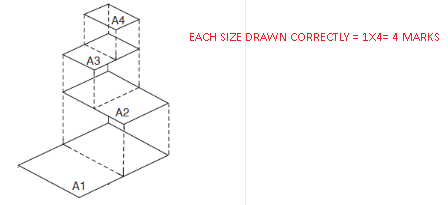 A4
EACH SIZE DRAWN CORRECTLY = 1X4= 4 MARKS
A3
A2
A1